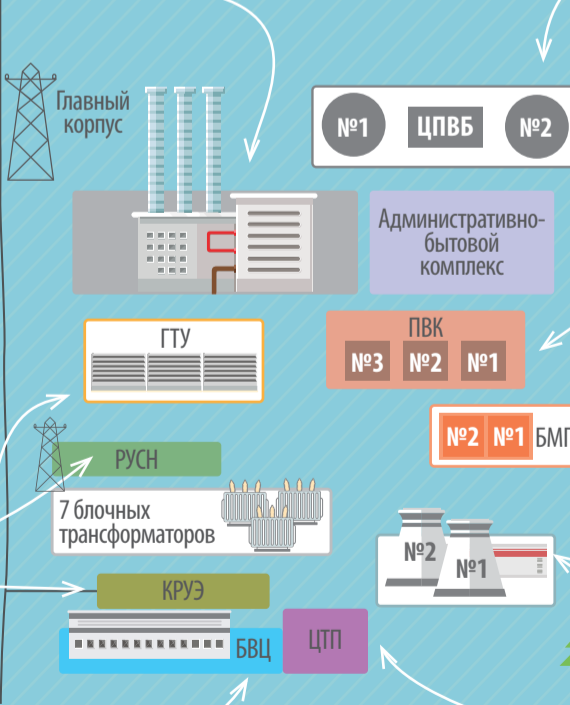 Главный
корпус
№1 ЦПВБ №2
Административно-
бытовой
комплекс
ГТУ
ПВК
№3 №2 №1
№2 №1 БМГ
РУСН
7 блочных
трансформаторов
№2 №1
КРУЭ
БВЦ
ЦТП